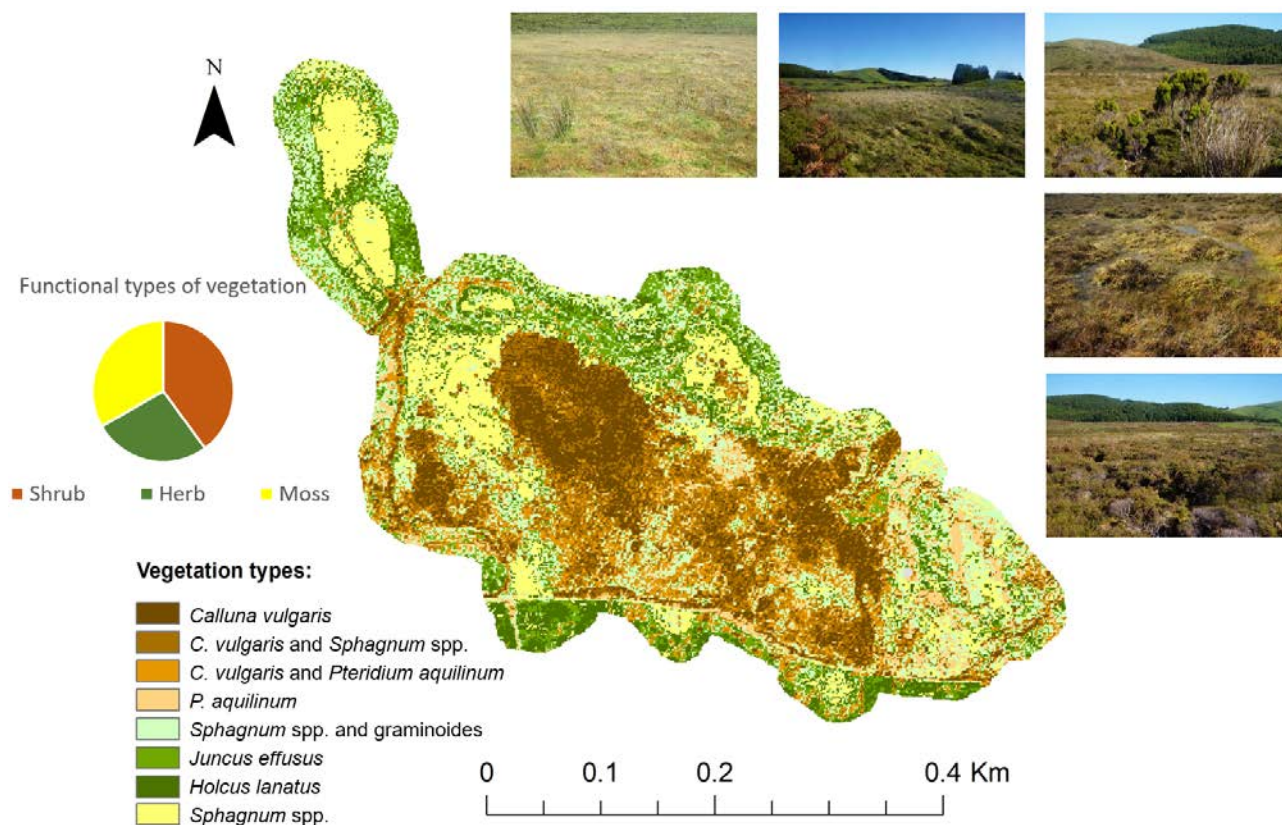 N
Functional types of vegetation
Shrub Herb Moss
Vegetation types:
Calluna vulgaris
C. vulgaris and Sphagnum spp.
C. vulgaris and Pteridium aquilinum
P. aquilinum
Sphagnum spp. and graminoides
Juncus effusus
Holcus lanatus
Sphagnum spp.
0 0.1 0.2 0.4 Km